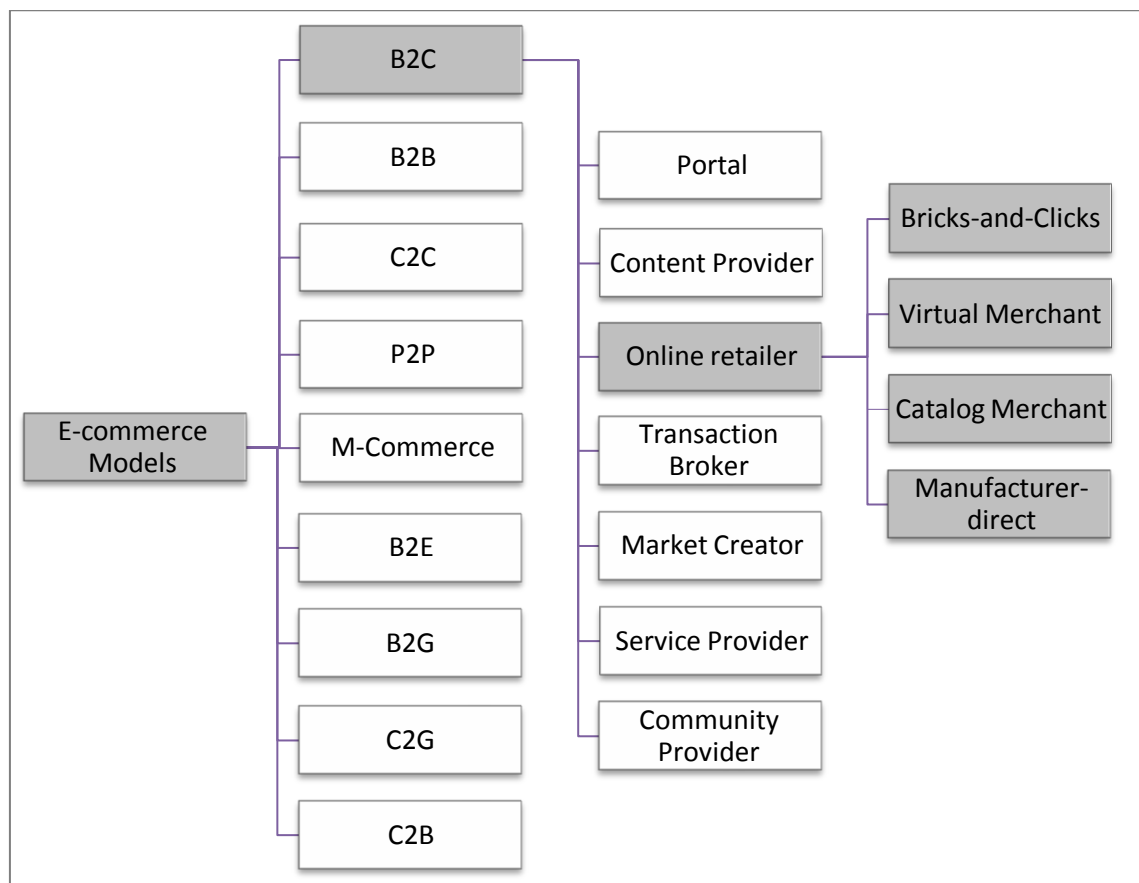 E-commerce
Models
B2C
B2B
C2C
P2P
M-Commerce
B2E
B2G
C2G
C2B
Portal
Content Provider
Online retailer
Transaction
Broker
Market Creator
Service Provider
Community
Provider
Bricks-and-Clicks
Virtual Merchant
Catalog Merchant
Manufacturer-
direct